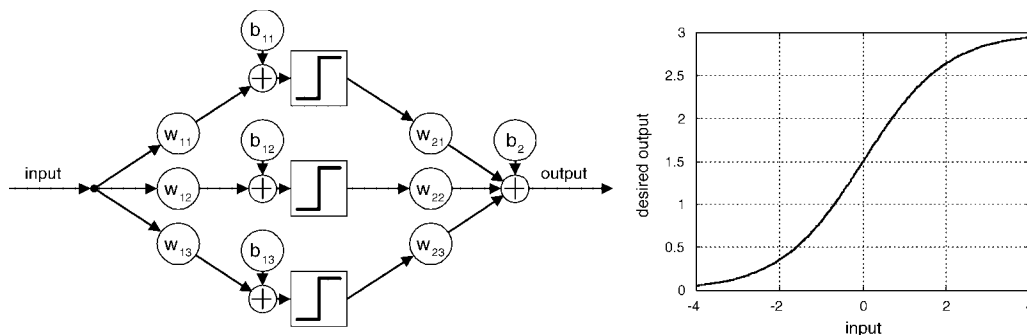 b11
w11
w21
input
b12
b2
w12
w22
output
b13
w13
w23
desired output
3
2.5
2
1.5
1
0.5
0
-4
-2
0
2
4
input